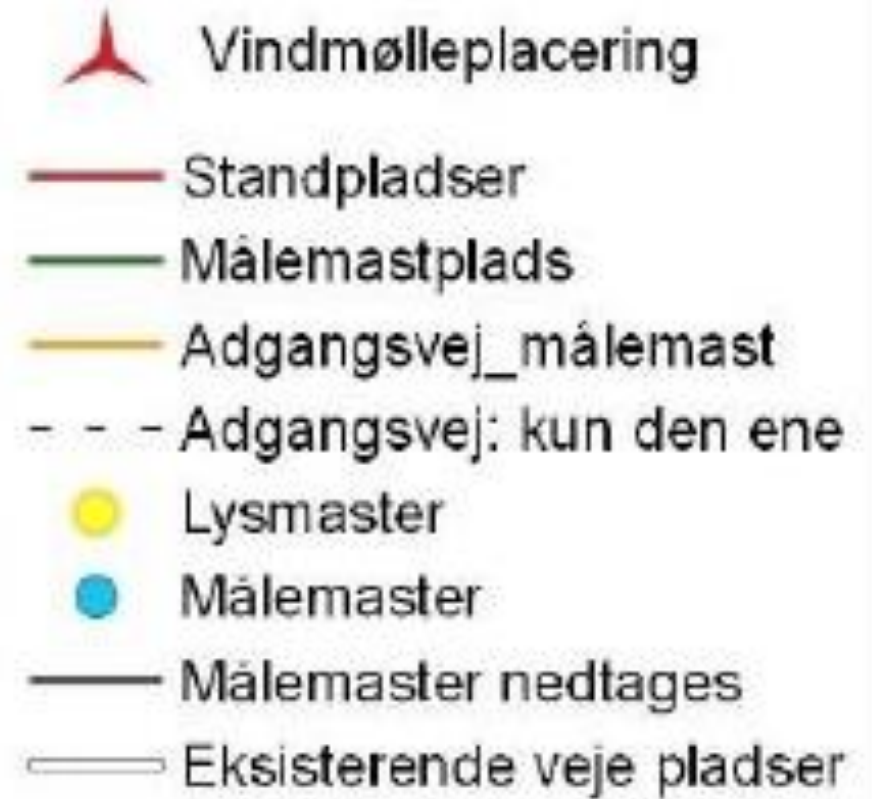 Vindmølleplacering
Standpladser
Målemastplads
Adgangsvej_målemast
Adgangsvej: kun den ene
Lysmaster
Målemaster
Målemaster nedtages
Eksisterende veje pladser